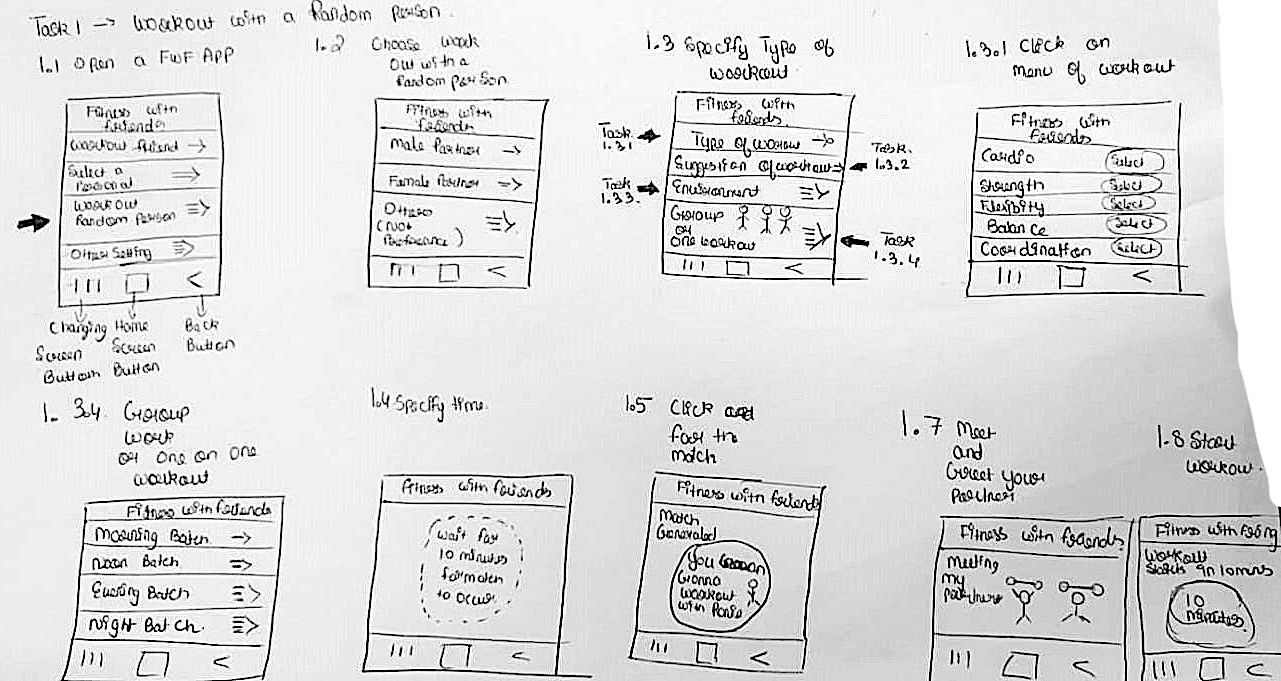 Task 1 → Workout with a Random Person.
1.1 Open a FWF APP
Fitness with
friends
Workout friend →
Select a
Personal
Workout
Random Person
Other Setting
Changing
Screen
Button
Home
Screen
Button
Back
Button
1.2 Choose work
out with a
Random person
Fitness with
friends
Male Partner →
Female Partner
Others
(Not
Preference)
1.3 Specify Type of
workout
Fitness with
friends
Type of workout →
Suggestion of workout
Environment
Group
or
One workout
Task
1.3.1
Task.
1.3.2
Task
1.3.3.
Task
1.3.4
1.3.1 Click on
menu of workout
Fitness with
friends
Cardio Select
Strength Select
Flexibity Select
Balance Select
Coordination Select
1. 3.4. Group
work
or one on one
workout
Fitness with friends
Morning Batch →
Noon Batch
Evening Batch
Night Batch.
1.4 Specify time.
Fitness with friends
Wait for
10 minutes
for match
to occur
1.5 Click and
for the
match
Fitness with friends
Match
Generated
You
Gonna
workout
with
1.7 Meet
and
Greet your
Partner
Fitness with friends
Meeting
My
Partners
1.8 Start
workout.
Fitness with
Workout
Starts in 10 mins
10
Minutes